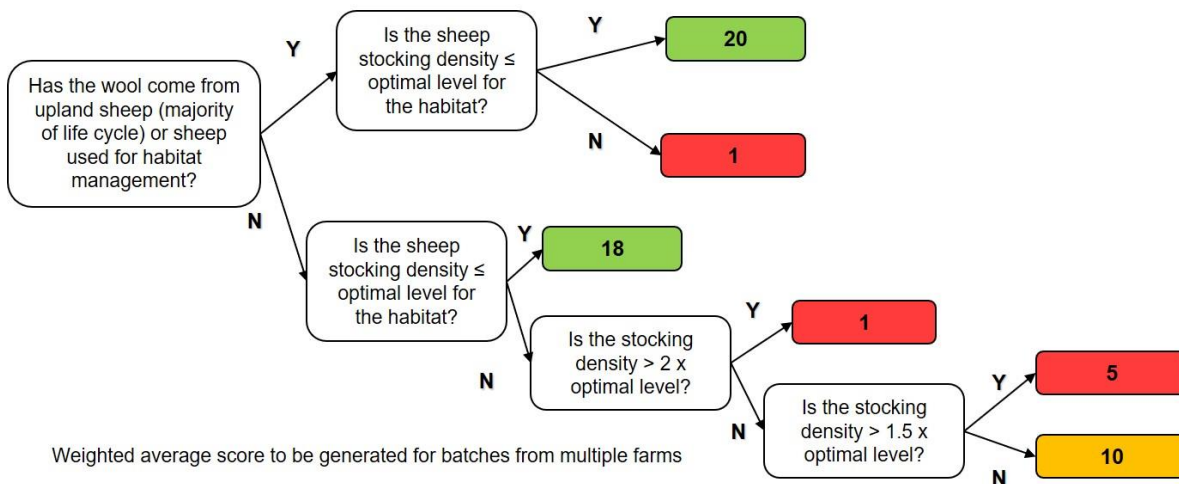 Has the wool come from
upland sheep (majority
of life cycle) or sheep
used for habitat
management?
Y
Is the sheep
stocking density ≤
optimal level for
the habitat?
Y
20
N
1
N
Is the sheep
stocking density ≤
optimal level for
the habitat?
Y
18
N
Is the stocking
density > 2 x
optimal level?
Y
1
N
Is the stocking
density > 1.5 x
optimal level?
Y
5
N
10
Weighted average score to be generated for batches from multiple farms